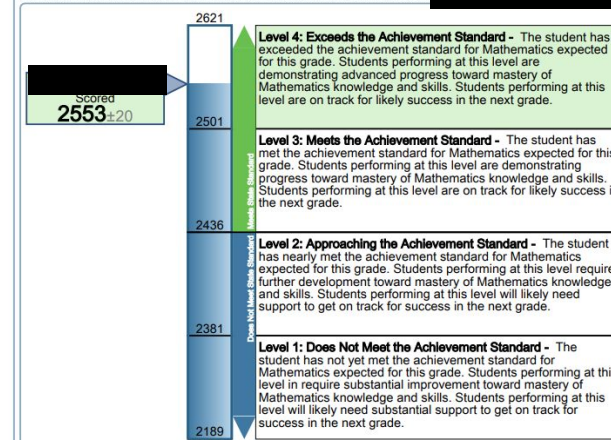 2621
Level 4: Exceeds the Achievement Standard - The student has
exceeded the achievement standard for Mathematics expected
for this grade. Students performing at this level are
demonstrating advanced progress toward mastery of
Mathematics knowledge and skills. Students performing at this
level are on track for likely success in the next grade.
Scored
2553±20
2501
Level 3: Meets the Achievement Standard - The student has
met the achievement standard for Mathematics expected for this
grade. Students performing at this level are demonstrating
progress toward mastery of Mathematics knowledge and skills.
Students performing at this level are on track for likely success
the next grade.
Meets State Standard
2436
Level 2: Approaching the Achievement Standard - The student
has nearly met the achievement standard for Mathematics
expected for this grade. Students performing at this level require
further development toward mastery of Mathematics knowledge
and skills. Students performing at this level will likely need
support to get on track for success in the next grade.
Does Not Meet State Standard
2381
Level 1: Does Not Meet the Achievement Standard - The
student has not yet met the achievement standard for
Mathematics expected for this grade. Students performing at this
level in require substantial improvement toward mastery of
Mathematics knowledge and skills. Students performing at this
level will likely need substantial support to get on track for
success in the next grade.
2189